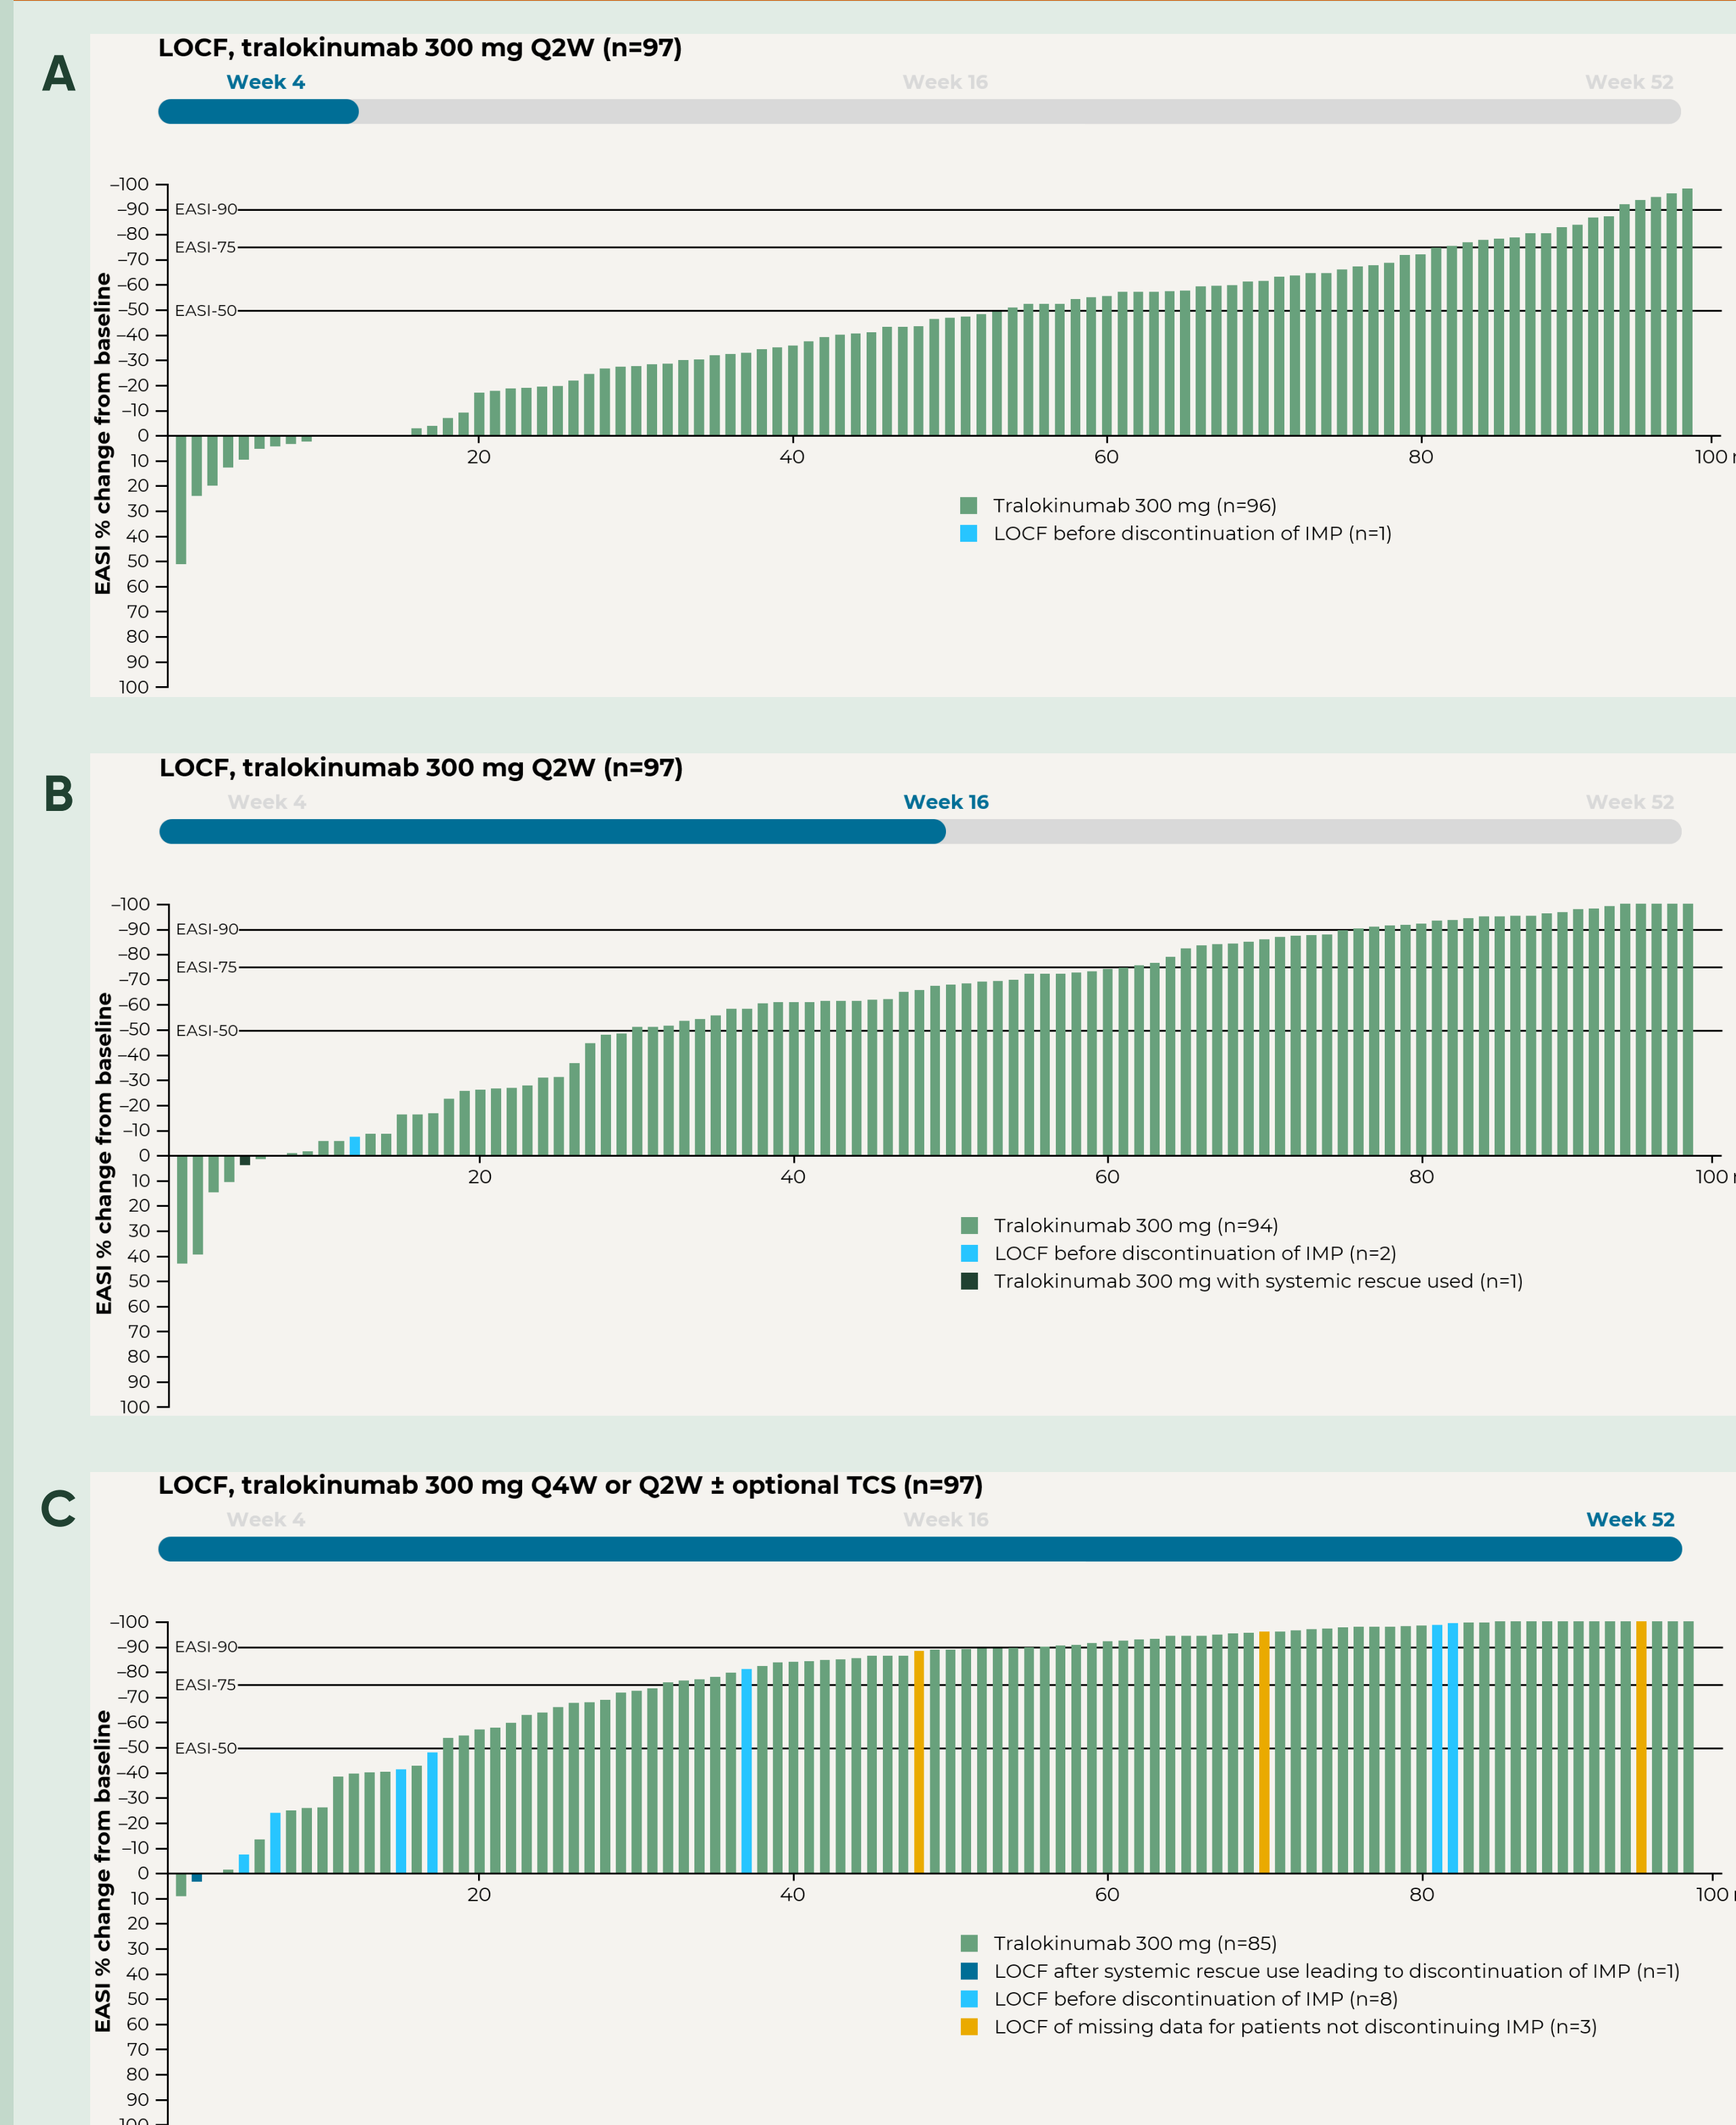 A
LOCF, tralokinumab 300 mg Q2W (n=97)
Week 4 Week 16 Week 52
EASI % change from baseline
–100
–90 EASI-90
–80
EASI-75
–70
–60
–50 EASI-50
–40
–30
–20
–10
0
20 40 60 80 100
10
20
30
40
50
60
70
80
90
100
Tralokinumab 300 mg (n=96)
LOCF before discontinuation of IMP (n=1)
B
LOCF, tralokinumab 300 mg Q2W (n=97)
Week 4 Week 16 Week 52
EASI % change from baseline
–100
–90 EASI-90
–80
EASI-75
–70
–60
–50 EASI-50
–40
–30
–20
–10
0
20 40 60 80 100
10
20
30
40
50
60
70
80
90
100
Tralokinumab 300 mg (n=94)
LOCF before discontinuation of IMP (n=2)
Tralokinumab 300 mg with systemic rescue used (n=1)
C
LOCF, tralokinumab 300 mg Q4W or Q2W ± optional TCS (n=97)
Week 4 Week 16 Week 52
EASI % change from baseline
–100
–90 EASI-90
–80
EASI-75
–70
–60
–50 EASI-50
–40
–30
–20
–10
0
20 40 60 80 100
10
20
30
40
50
60
70
80
90
100
Tralokinumab 300 mg (n=85)
LOCF after systemic rescue use leading to discontinuation of IMP (n=1)
LOCF before discontinuation of IMP (n=8)
LOCF of missing data for patients not discontinuing IMP (n=3)